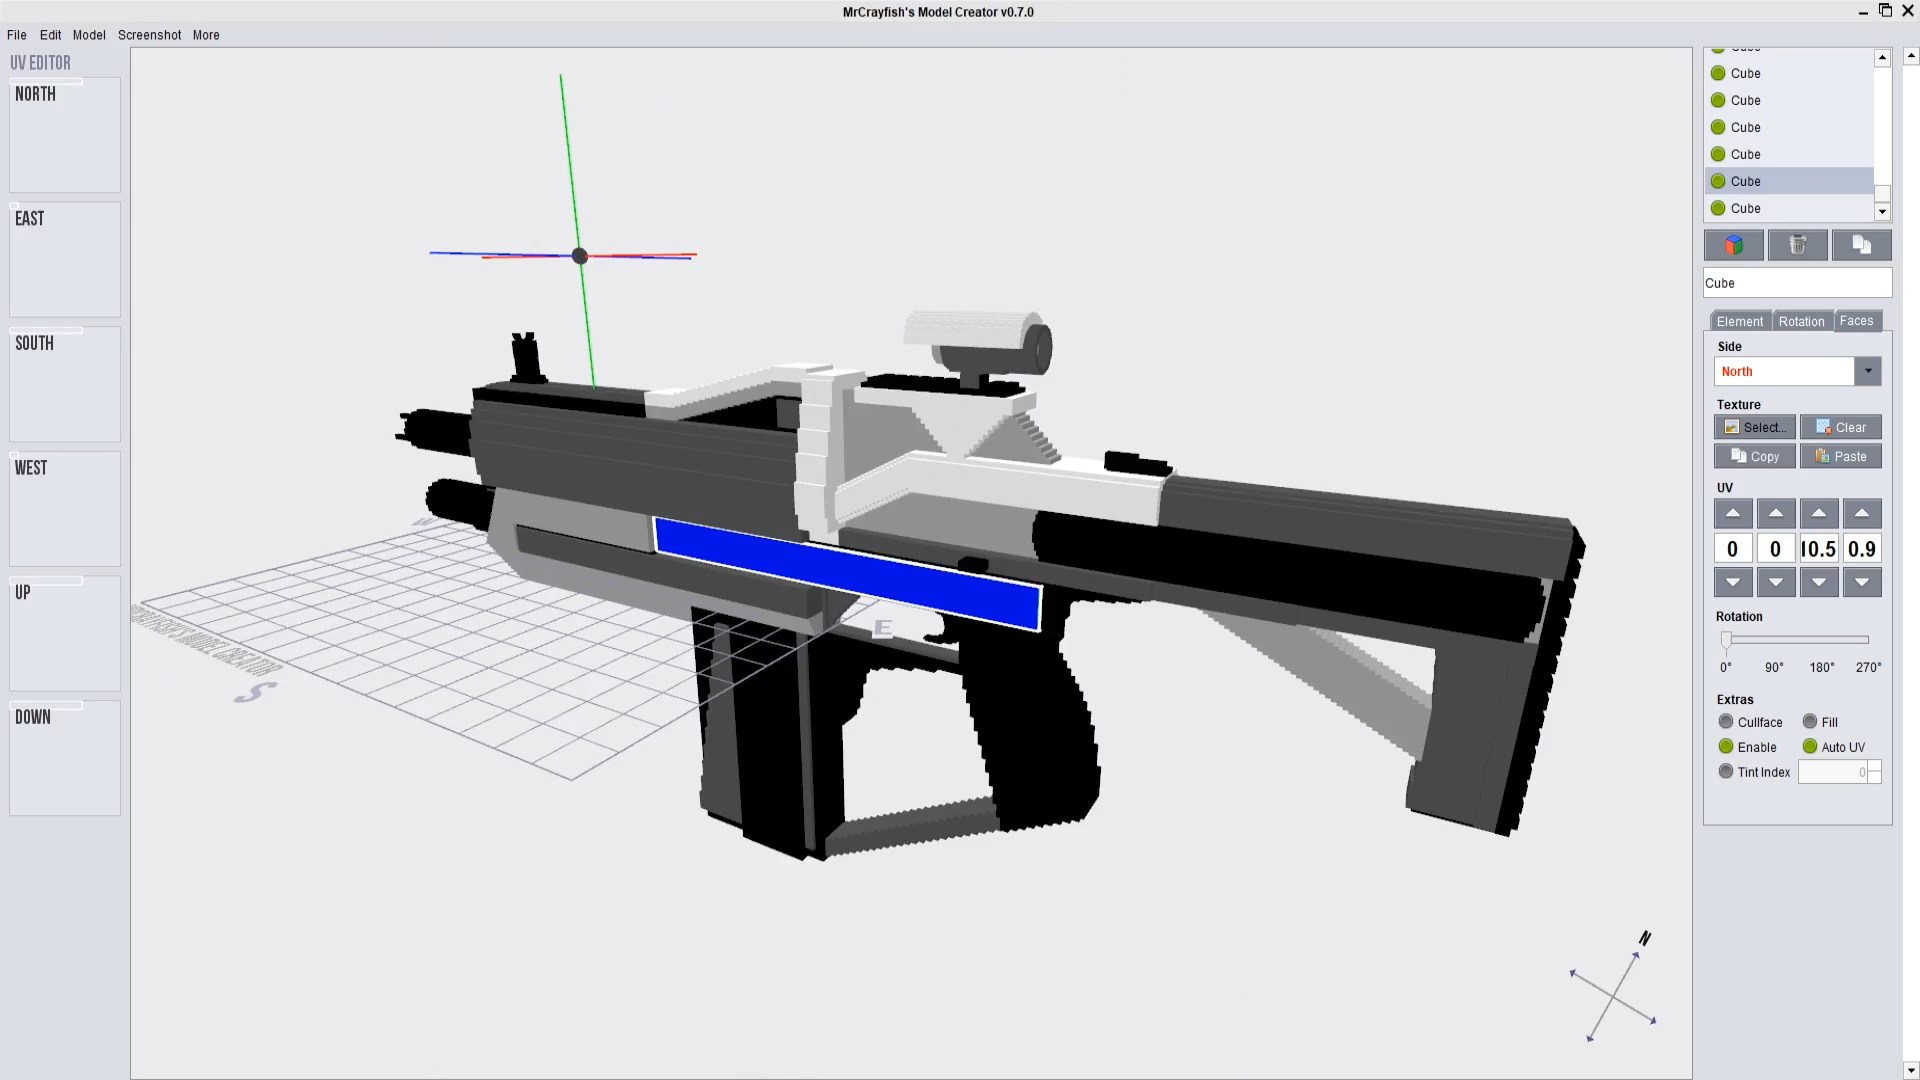 MrCrayfish's Model Creator v0.7.0
File Edit Model Screenshot More
UV EDITOR
NORTH
EAST
SOUTH
WEST
UP
DOWN
Cube
Cube
Cube
Cube
Cube
Cube
Cube
Element Rotation Faces
Side
North
Texture
Select... Clear
Copy Paste
UV
0 0 10.5 0.9
Rotation
0° 90° 180° 270°
Extras
Cullface Fill
Enable Auto UV
Tint Index 0
MRCRAYFISH'S MODEL CREATOR
W
S
E
N